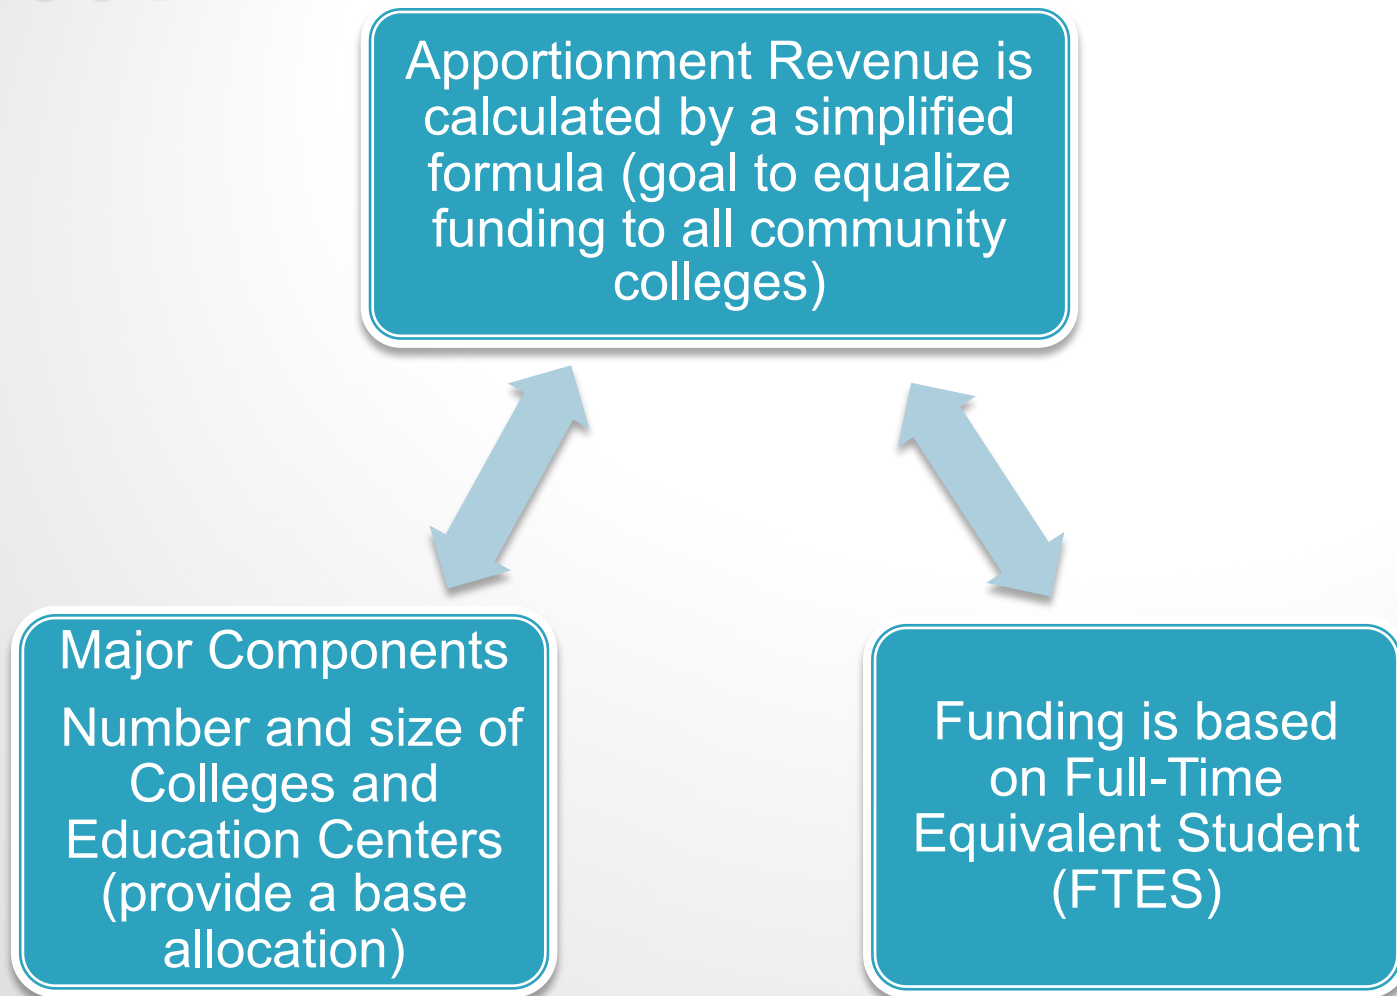 Apportionment Revenue is
calculated by a simplified
formula (goal to equalize
funding to all community
colleges)
Major Components
Number and size of
Colleges and
Education Centers
(provide a base
allocation)
Funding is based
on Full-Time
Equivalent Student
(FTES)